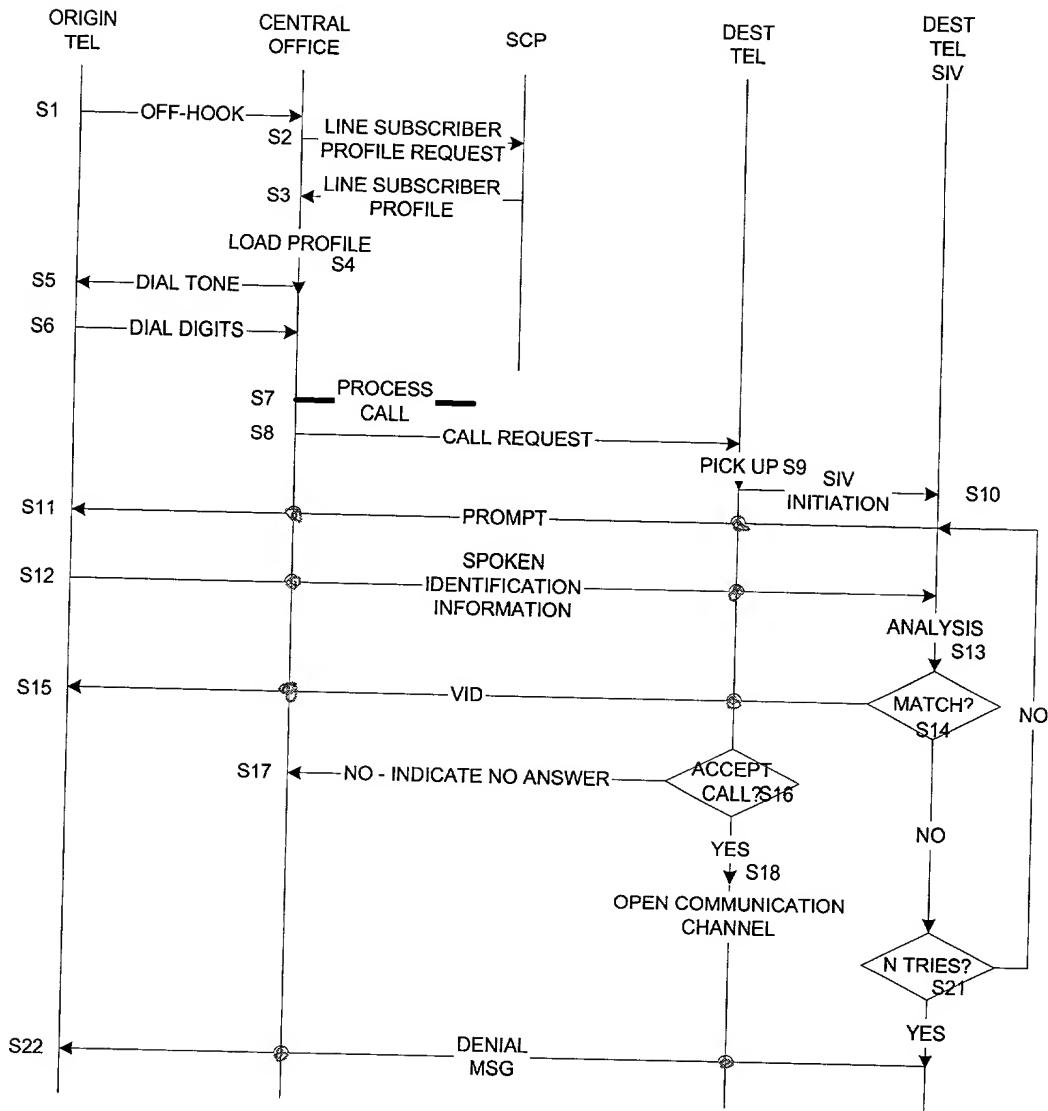 ORIGIN
TEL
CENTRAL
OFFICE
SCP
DEST
TEL
DEST
TEL
SIV
S1
OFF-HOOK
S2
LINE SUBSCRIBER
PROFILE REQUEST
S3
LINE SUBSCRIBER
PROFILE
LOAD PROFILE
S4
S5
DIAL TONE
S6
DIAL DIGITS
S7
PROCESS
CALL
S8
CALL REQUEST
PICK UP S9
SIV
INITIATION
S10
S11
PROMPT
S12
SPOKEN
IDENTIFICATION
INFORMATION
ANALYSIS
S13
S15
VID
MATCH?
S14
NO
S17
NO - INDICATE NO ANSWER
ACCEPT
CALL?S16
NO
YES
S18
OPEN COMMUNICATION
CHANNEL
N TRIES?
S21
YES
S22
DENIAL
MSG